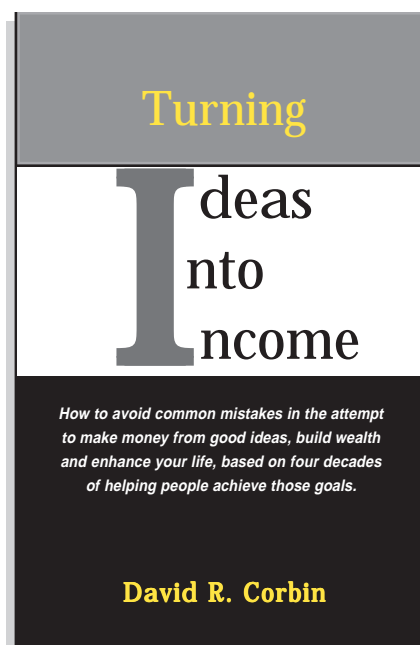 Turning
Ideas
Into
Income
How to avoid common mistakes in the attempt
to make money from good ideas, build wealth
and enhance your life, based on four decades
of helping people achieve those goals.
David R. Corbin